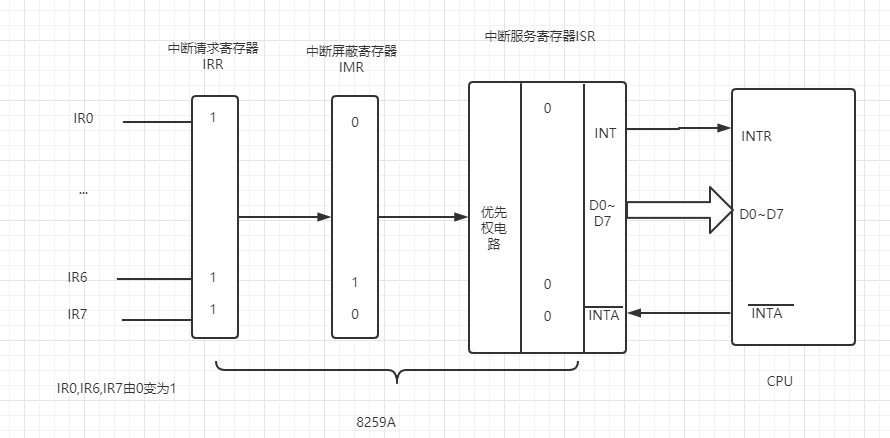 中断请求寄存器
IRR
中断屏蔽寄存器
IMR
中断服务寄存器ISR
IR0
...
IR6
IR7
1
1
1
0
1
0
优先
权电
路
0
0
0
INT
D0~
D7
INTA
INTR
D0~D7
INTA
CPU
IR0,IR6,IR7由0变为1
8259A